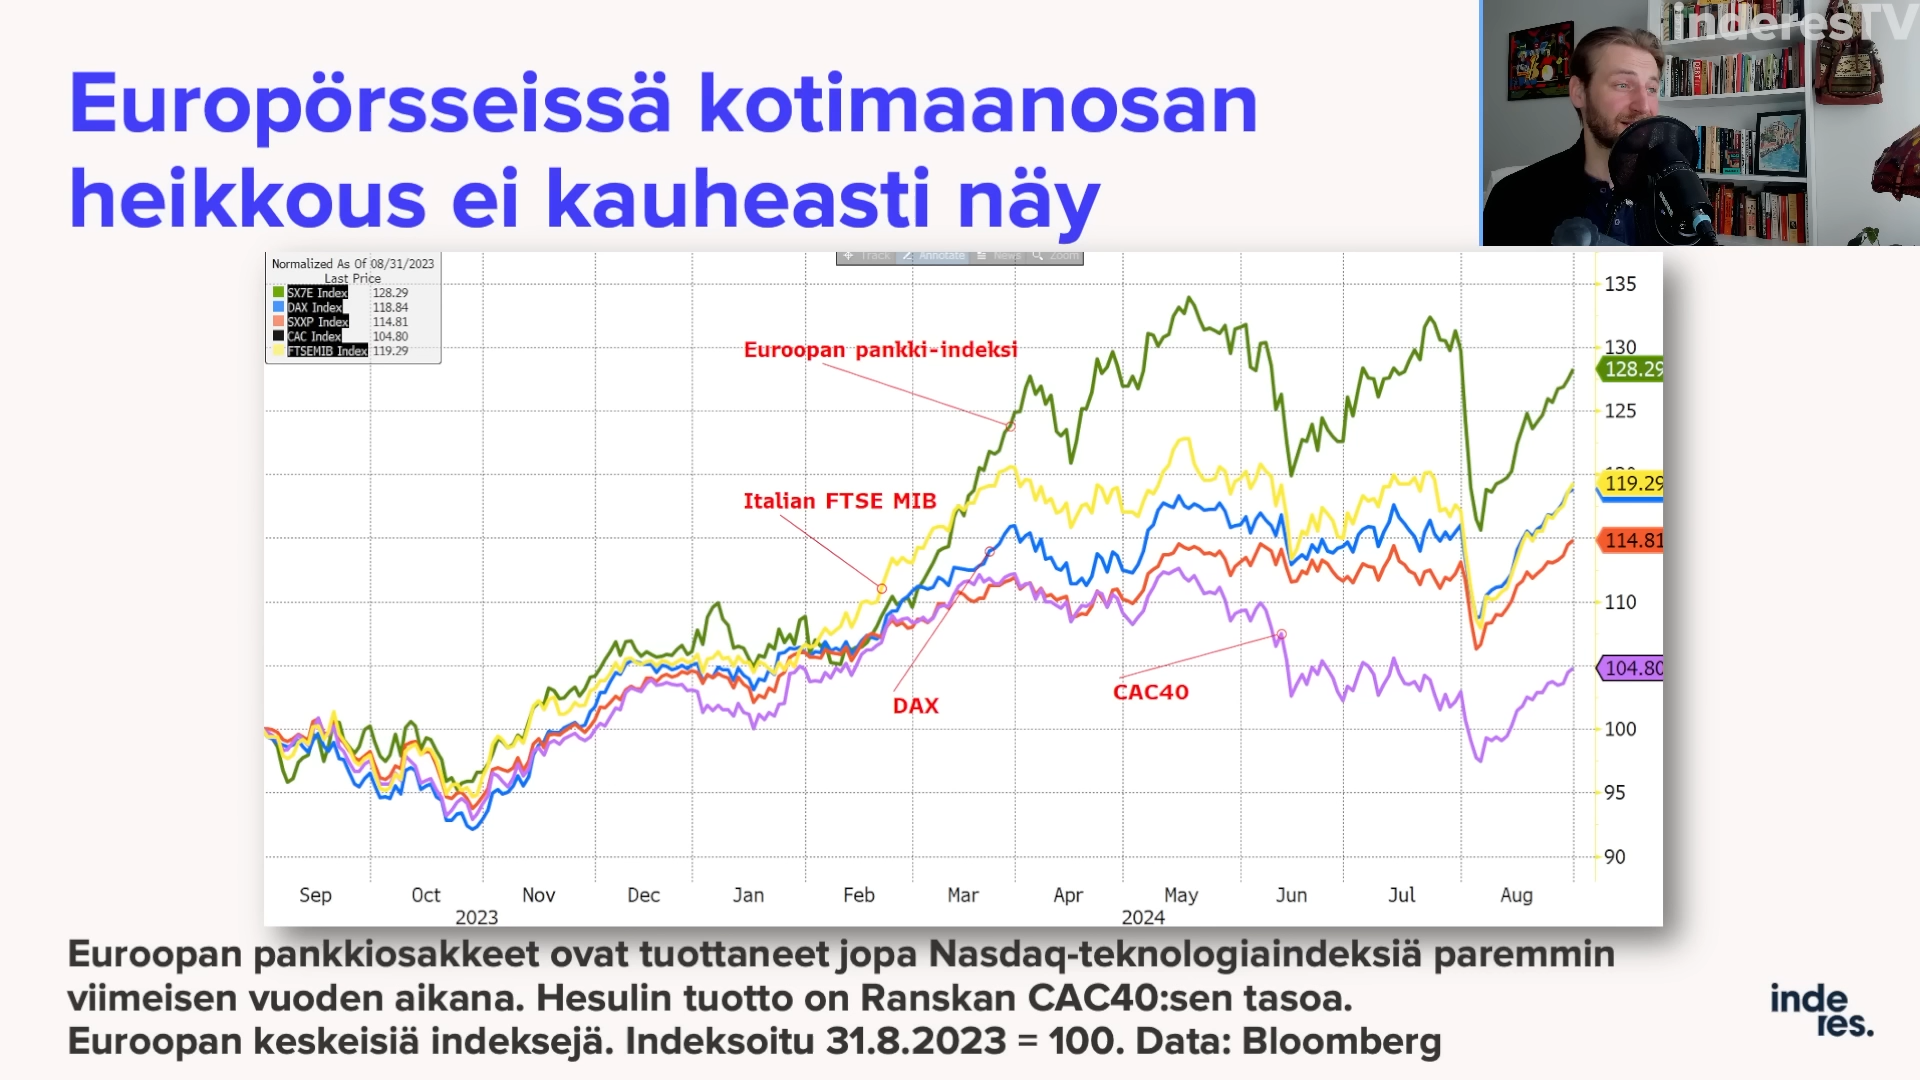 inderesTV
Europörsseissä kotimaanosan
heikkous ei kauheasti näy
Track Annotate News Zoom
Normalized As Of 08/31/2023
Last Price
SX7E Index 128.29
DAX Index 118.84
SXXP Index 114.81
CAC Index 104.80
FTSEMIB Index 119.29
Euroopan pankki-indeksi
Italian FTSE MIB
DAX
CAC40
135
130
128.29
125
119.29
114.81
110
104.80
100
95
90
Sep Oct Nov Dec Jan Feb Mar Apr May Jun Jul Aug
2023 2024
Euroopan pankkiosakkeet ovat tuottaneet jopa Nasdaq-teknologiaindeksiä paremmin
viimeisen vuoden aikana. Hesulin tuotto on Ranskan CAC40:sen tasoa.
Euroopan keskeisiä indeksejä. Indeksoitu 31.8.2023 = 100. Data: Bloomberg
inde
res.